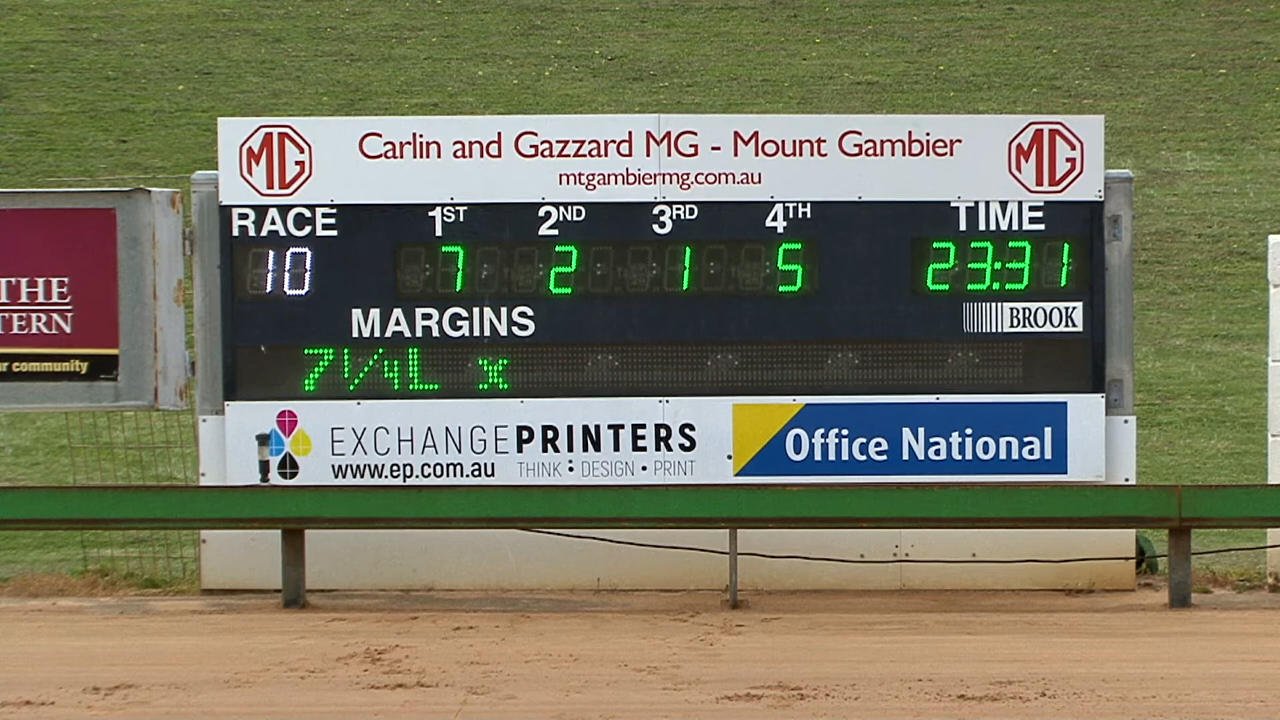 MG Carlin and Gazzard MG - Mount Gambier MG
mtgambiermg.com.au
RACE 1ST 2ND 3RD 4TH TIME
10 7 2 1 5 23:31
BROOK
MARGINS
7 1/4L x
THE
TERN
r community
EXCHANGEPRINTERS
www.ep.com.au THINK : DESIGN • PRINT
Office National